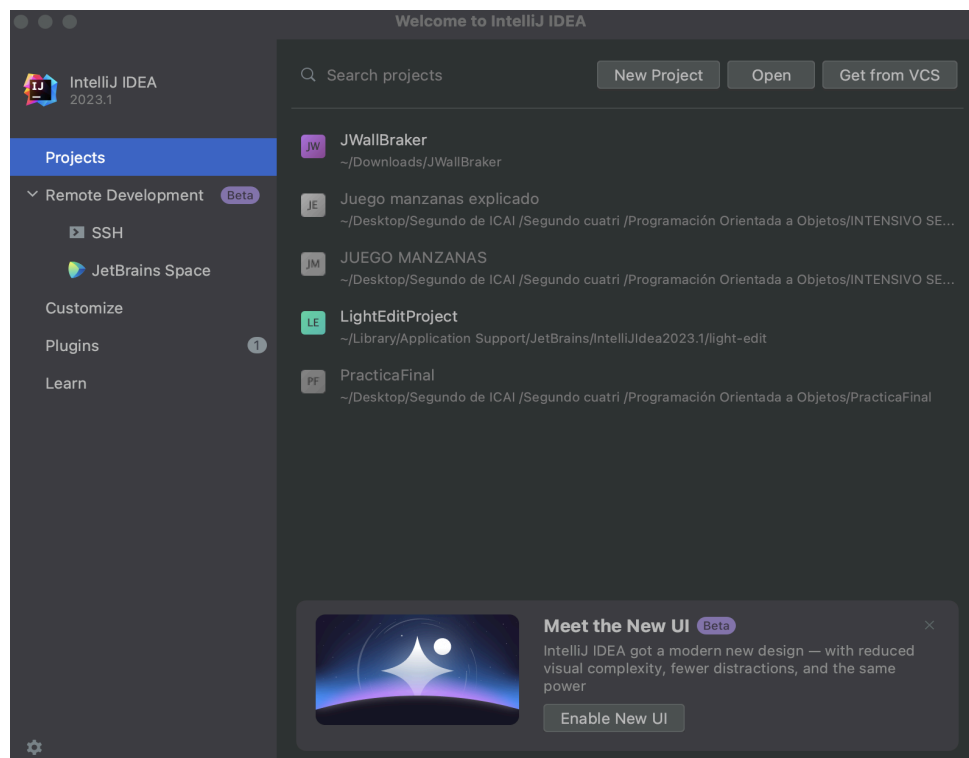 Welcome to IntelliJ IDEA
IJ
IntelliJ IDEA
2023.1
Projects
Remote Development Beta
SSH
JetBrains Space
Customize
Plugins 1
Learn
Search projects
New Project
Open
Get from VCS
JW
JWallBraker
~/Downloads/JWallBraker
JE
Juego manzanas explicado
~/Desktop/Segundo de ICAI /Segundo cuatri /Programación Orientada a Objetos/INTENSIVO SE...
JM
JUEGO MANZANAS
~/Desktop/Segundo de ICAI /Segundo cuatri /Programación Orientada a Objetos/INTENSIVO SE...
LE
LightEditProject
~/Library/Application Support/JetBrains/IntelliJIdea2023.1/light-edit
PF
PracticaFinal
~/Desktop/Segundo de ICAI /Segundo cuatri /Programación Orientada a Objetos/PracticaFinal
Meet the New UI Beta
IntelliJ IDEA got a modern new design — with reduced
visual complexity, fewer distractions, and the same
power
Enable New UI